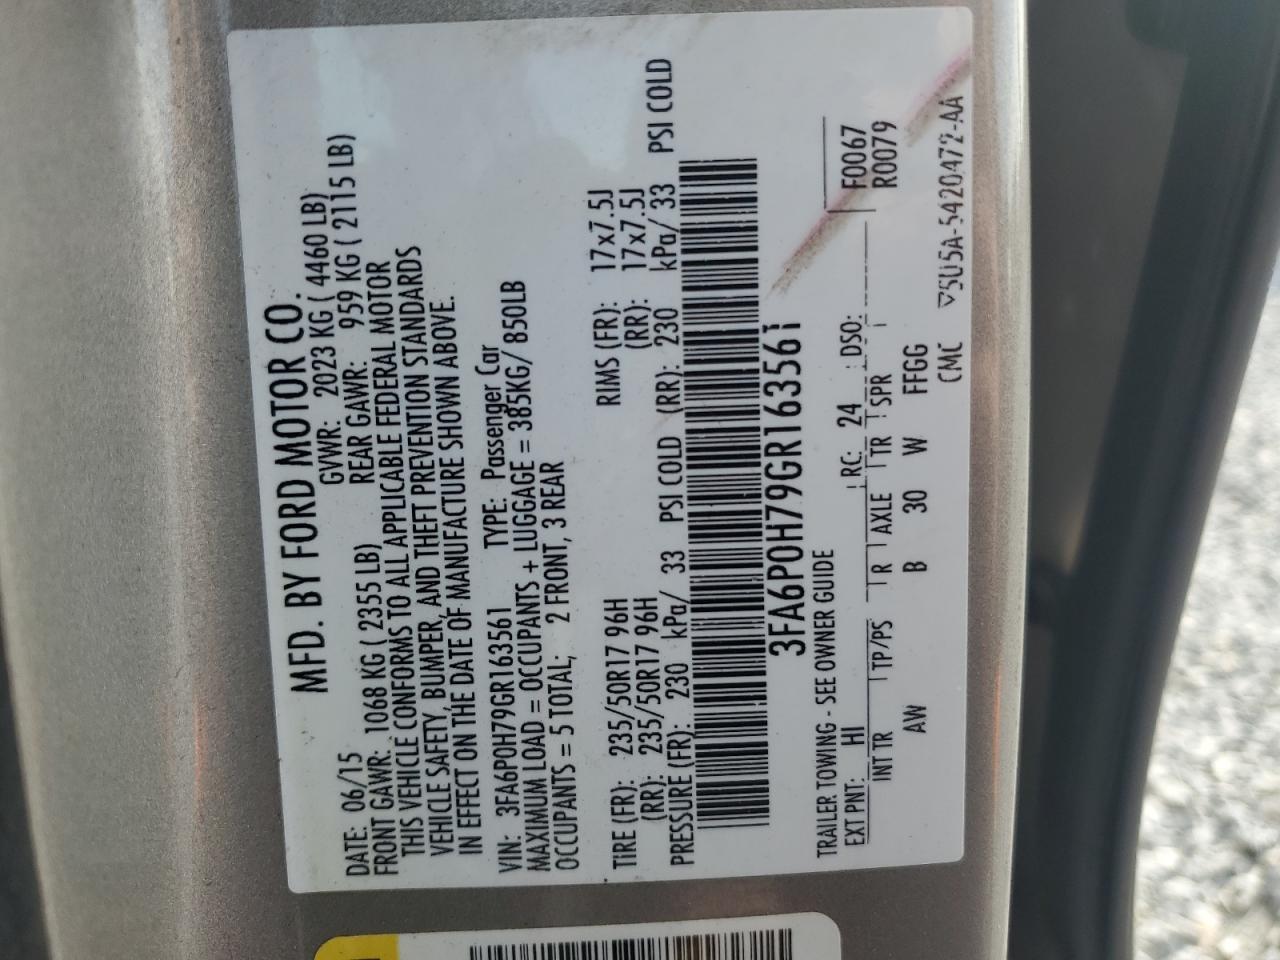 MFD. BY FORD MOTOR CO.
DATE: 06/15 GVWR: 2023 KG ( 4460 LB)
FRONT GAWR: 1068 KG ( 2355 LB) REAR GAWR: 959 KG ( 2115 LB)
THIS VEHICLE CONFORMS TO ALL APPLICABLE FEDERAL MOTOR
VEHICLE SAFETY, BUMPER, AND THEFT PREVENTION STANDARDS
IN EFFECT ON THE DATE OF MANUFACTURE SHOWN ABOVE.
VIN: 3FA6P0H79GR163561 TYPE: Passenger Car
MAXIMUM LOAD = OCCUPANTS + LUGGAGE = 385KG/ 850LB
OCCUPANTS = 5 TOTAL, 2 FRONT, 3 REAR
TIRE (FR): 235/50R17 96H RIMS (FR): 17x7.5J
(RR): 235/50R17 96H (RR): 17x7.5J
PRESSURE (FR): 230 kPa/ 33 PSI COLD (RR): 230 kPa/ 33 PSI COLD
3FA6P0H79GR163561
TRAILER TOWING - SEE OWNER GUIDE
EXT PNT: HI RC: 24 DSO: F0067
INT TR TP/PS R AXLE TR SPR R0079
AW B 30 W FFGG
CMC 5U5A-5420472-AA